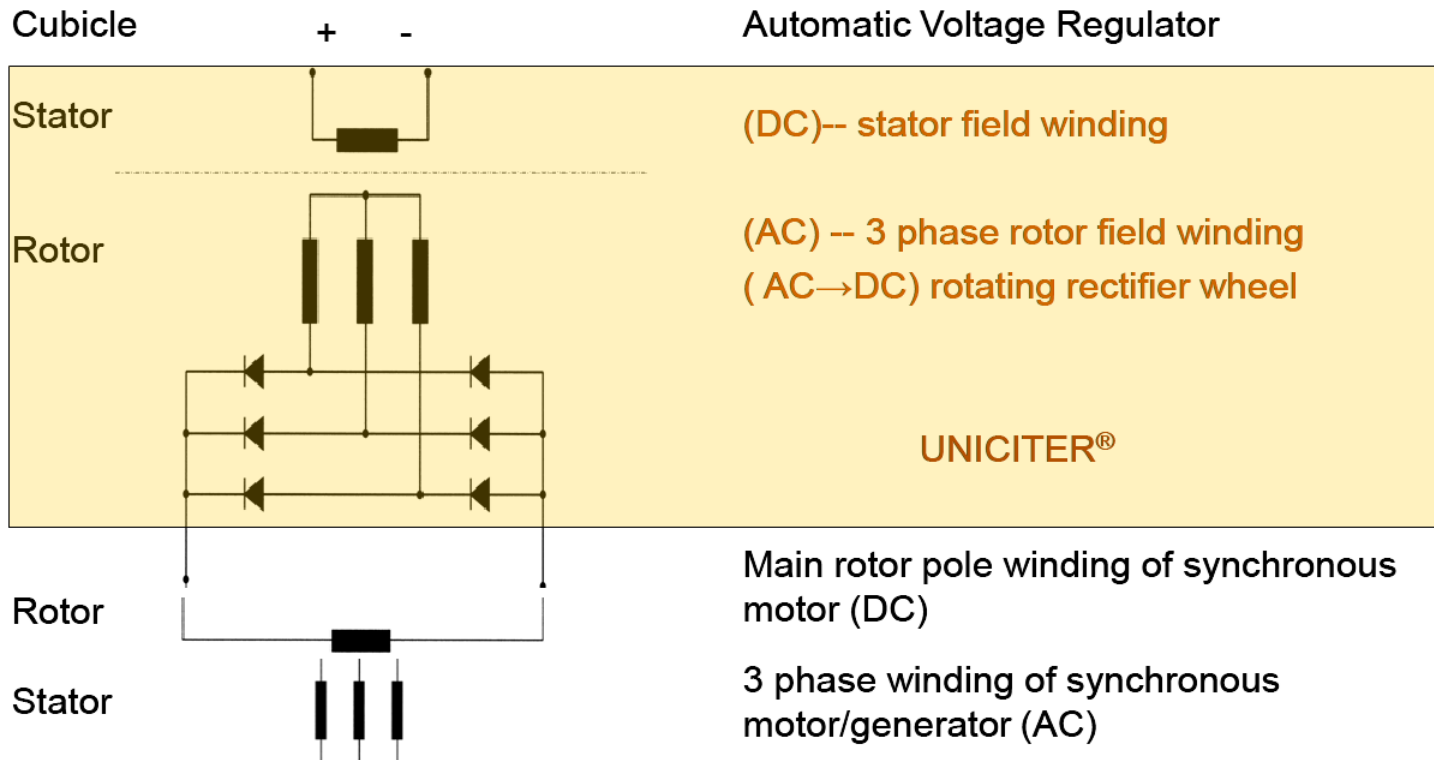 Cubicle
+ -
Automatic Voltage Regulator
Stator
(DC)-- stator field winding
Rotor
(AC) -- 3 phase rotor field winding
( AC→DC) rotating rectifier wheel
UNICITER®
Main rotor pole winding of synchronous
motor (DC)
Rotor
Stator
3 phase winding of synchronous
motor/generator (AC)